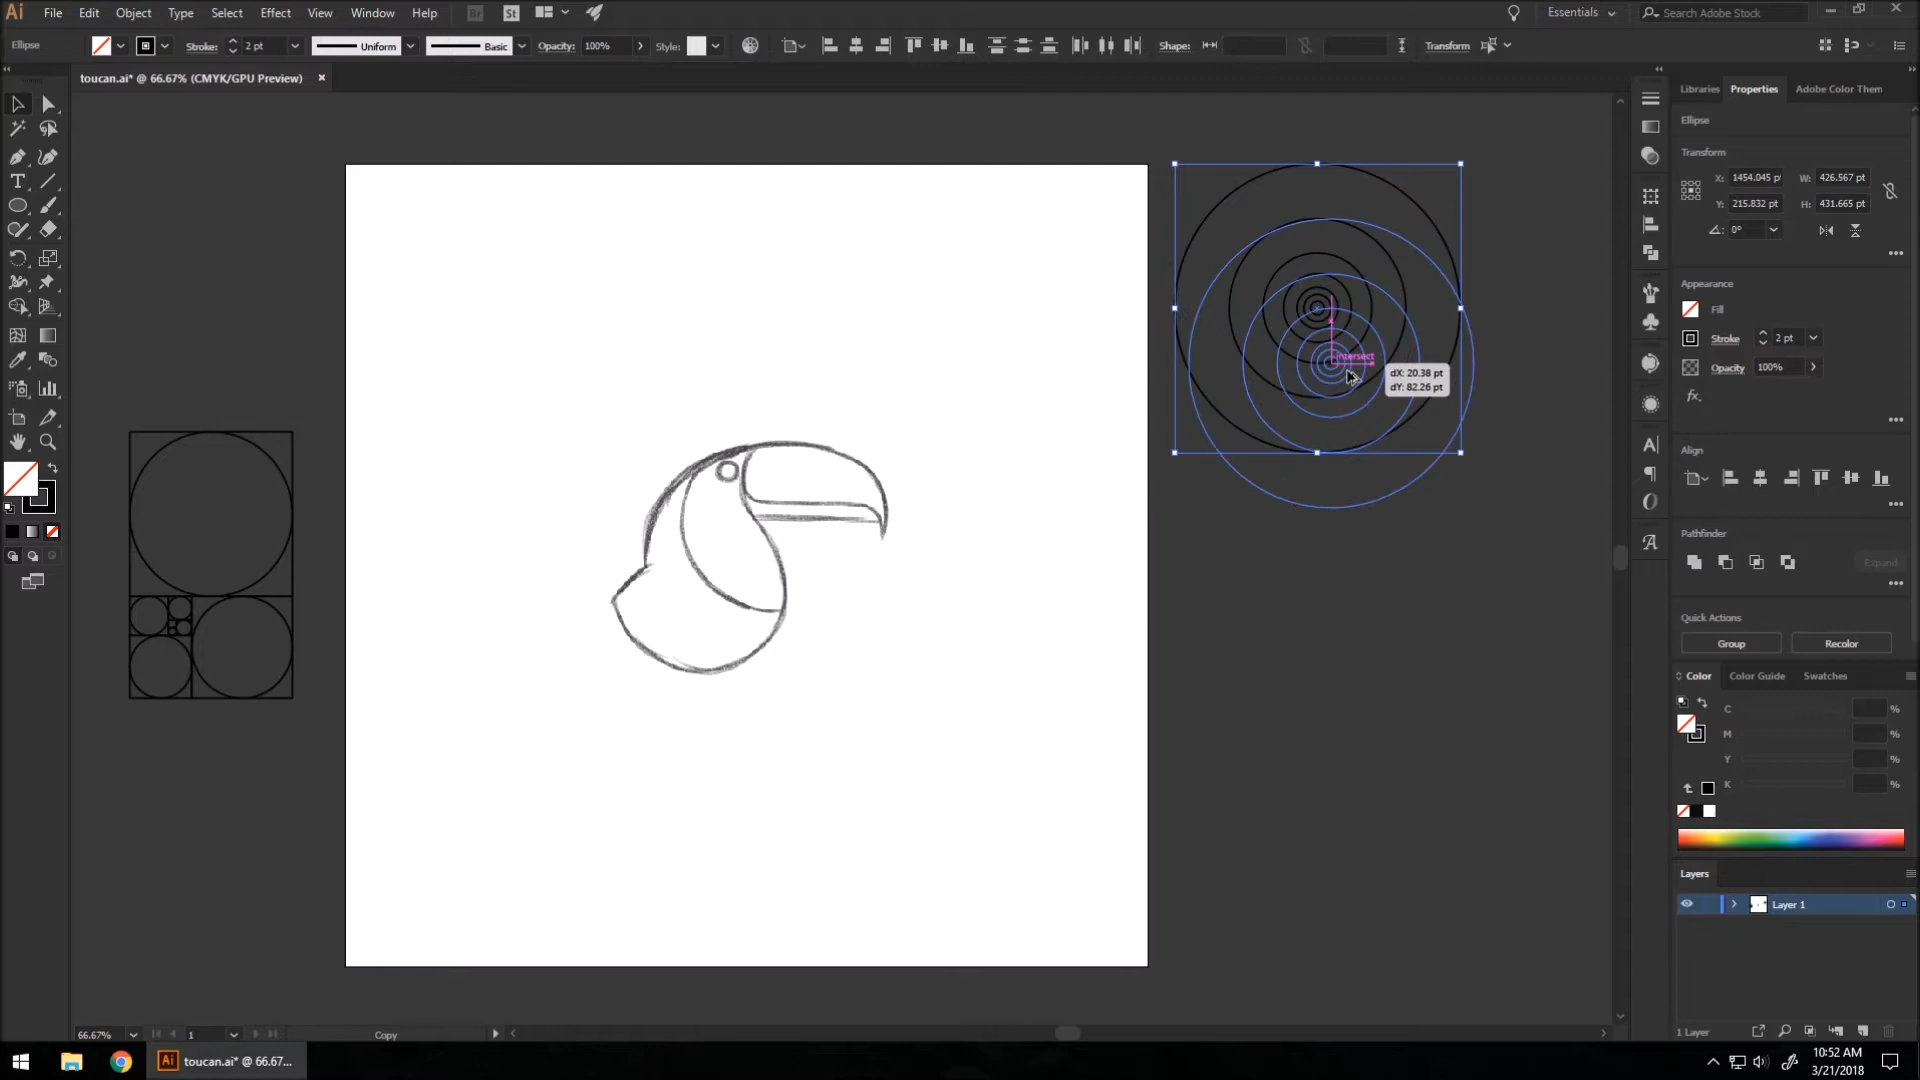 Ai File Edit Object Type Select Effect View Window Help Br St Essentials Search Adobe Stock
Ellipse Stroke: 2 pt Uniform Basic Opacity: 100% Style: Shape: Transform
toucan.ai* @ 66.67% (CMYK/GPU Preview)
Libraries Properties Adobe Color Them
Ellipse
Transform
X: 1454.045 p W: 426.567 pt
Y: 215.832 pt H: 431.665 pt
0°
Appearance
Fill
Stroke 2 pt
Opacity 100%
fx
Align
Pathfinder
Expand
Quick Actions
Group Recolor
Color Color Guide Swatches
C %
M %
Y %
K %
Layers
Layer 1
1 Layer
intersect
dX: 20.38 pt
dY: 82.26 pt
66.67% 1 Copy
toucan.ai* @ 66.67...
10:52 AM
3/21/2018